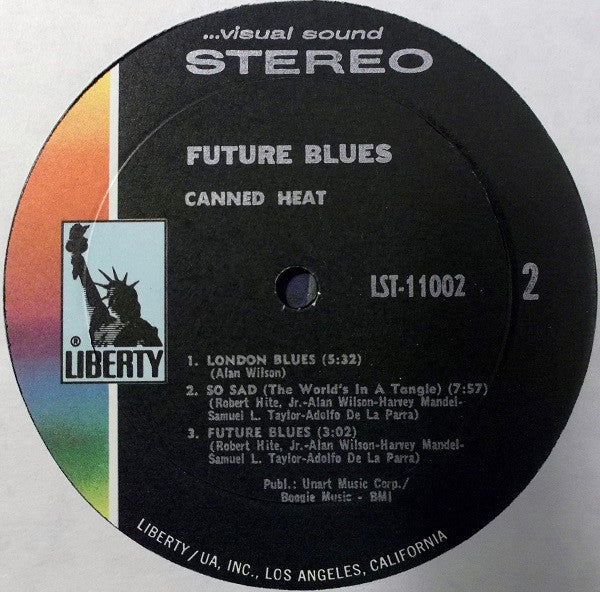 ...visual sound
STEREO
FUTURE BLUES
CANNED HEAT
LST-11002
2
®
LIBERTY
1. LONDON BLUES (5:32)
(Alan Wilson)
2. SO SAD (The World's In A Tangle) (7:57)
(Robert Hite, Jr.-Alan Wilson-Harvey Mandel-
Samuel L. Taylor-Adolfo De La Parra)
3. FUTURE BLUES (3:02)
(Robert Hite, Jr.-Alan Wilson-Harvey Mandel-
Samuel L. Taylor-Adolfo De La Parra)
Publ.: Unart Music Corp./
Boogie Music - BMI
LIBERTY/UA, INC., LOS ANGELES, CALIFORNIA